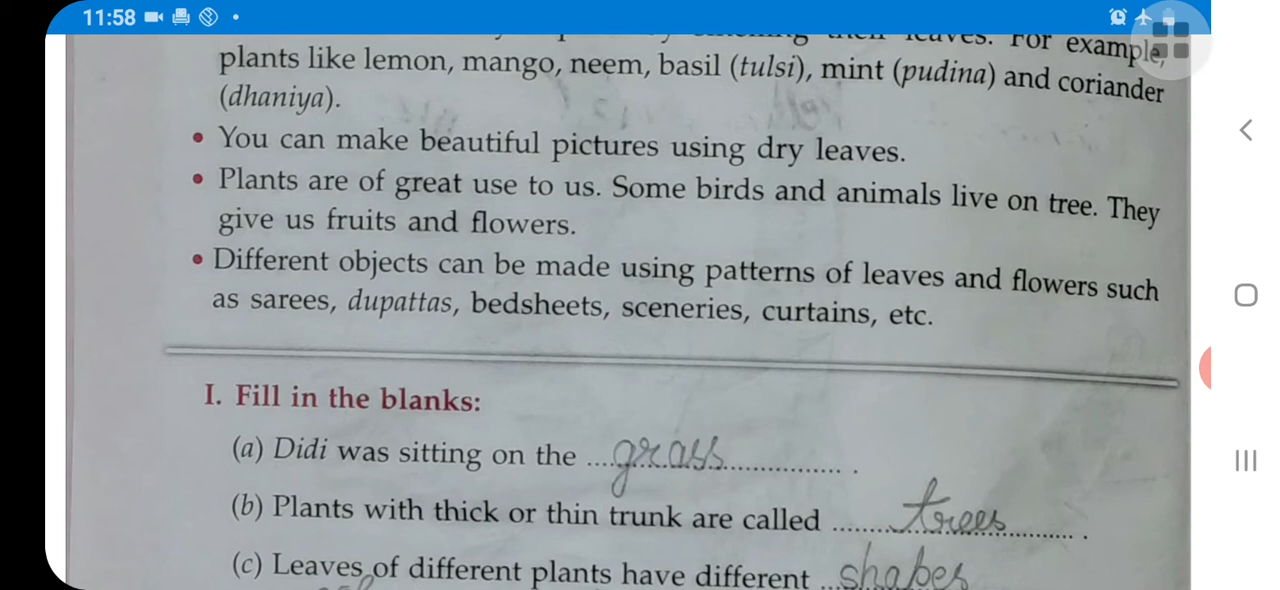 11:58
leaves. For example,
plants like lemon, mango, neem, basil (tulsi), mint (pudina) and coriander
(dhaniya).
• You can make beautiful pictures using dry leaves.
• Plants are of great use to us. Some birds and animals live on tree. They
give us fruits and flowers.
• Different objects can be made using patterns of leaves and flowers such
as sarees, dupattas, bedsheets, sceneries, curtains, etc.
I. Fill in the blanks:
(a) Didi was sitting on the ....grass.................. .
(b) Plants with thick or thin trunk are called ........trees............ .
(c) Leaves of different plants have different ..shapes